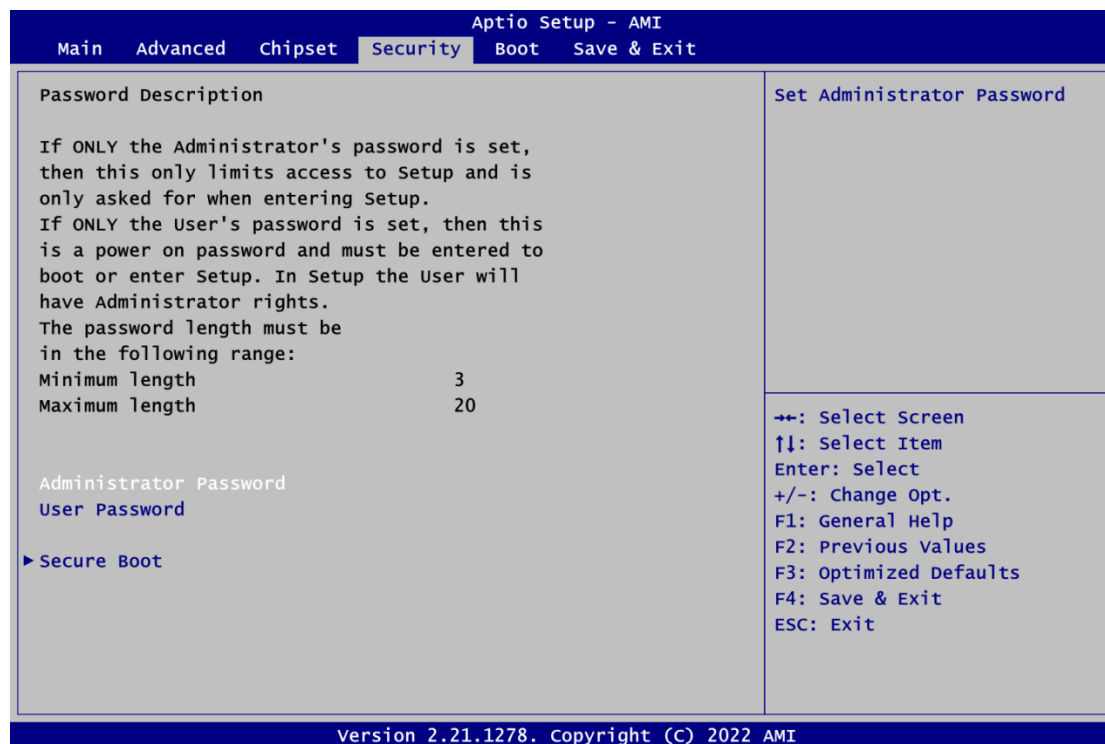 Aptio Setup - AMI
Main Advanced Chipset Security Boot Save & Exit
Password Description
If ONLY the Administrator's password is set,
then this only limits access to Setup and is
only asked for when entering Setup.
If ONLY the User's password is set, then this
is a power on password and must be entered to
boot or enter Setup. In Setup the User will
have Administrator rights.
The password length must be
in the following range:
Minimum length 3
Maximum length 20
Administrator Password
User Password
►Secure Boot
Set Administrator Password
→←: Select Screen
↑↓: Select Item
Enter: Select
+/-: Change Opt.
F1: General Help
F2: Previous Values
F3: Optimized Defaults
F4: Save & Exit
ESC: Exit
Version 2.21.1278. Copyright (C) 2022 AMI